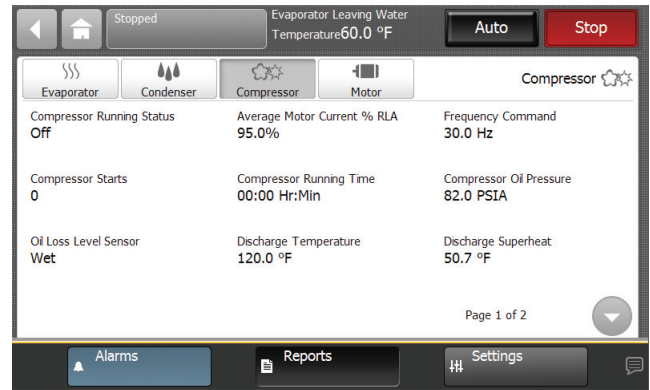 Stopped
Evaporator Leaving Water
Temperature60.0 ºF
Auto
Stop
Evaporator
Condenser
Compressor
Motor
Compressor
Compressor Running Status
Off
Average Motor Current % RLA
95.0%
Frequency Command
30.0 Hz
Compressor Starts
0
Compressor Running Time
00:00 Hr:Min
Compressor Oil Pressure
82.0 PSIA
Oil Loss Level Sensor
Wet
Discharge Temperature
120.0 ºF
Discharge Superheat
50.7 ºF
Page 1 of 2
Alarms
Reports
Settings